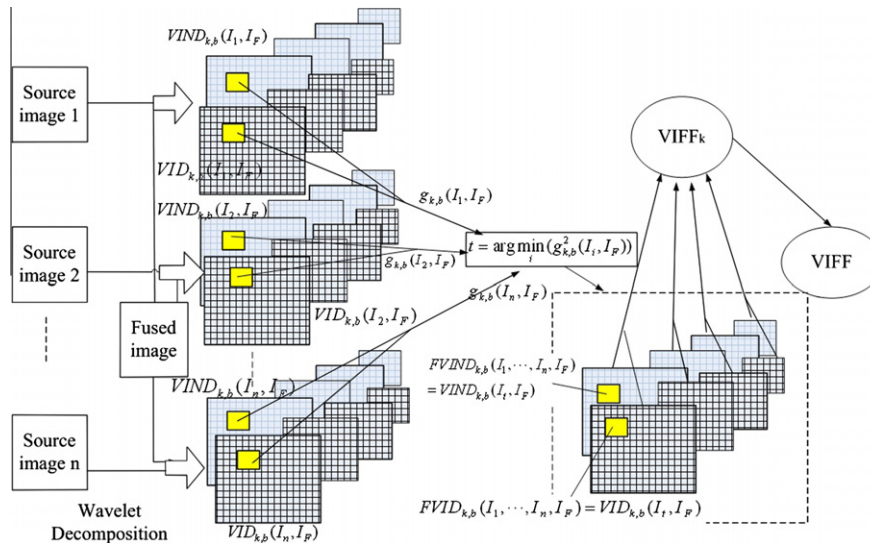 VIND_{k,b}(I_1, I_F)
Source
image 1
VID_{k,b}(I_1, I_F)
VIND_{k,b}(I_2, I_F)
Source
image 2
VID_{k,b}(I_2, I_F)
Fused
image
VIND_{k,b}(I_n, I_F)
Source
image n
VID_{k,b}(I_n, I_F)
Wavelet
Decomposition
g_{k,b}(I_1, I_F)
g_{k,b}(I_2, I_F)
g_{k,b}(I_n, I_F)
t = arg min_i (g^2_{k,b}(I_i, I_F))
VIFF_k
VIFF
FVIND_{k,b}(I_1, ⋯, I_n, I_F)
= VIND_{k,b}(I_t, I_F)
FVID_{k,b}(I_1, ⋯, I_n, I_F) = VID_{k,b}(I_t, I_F)